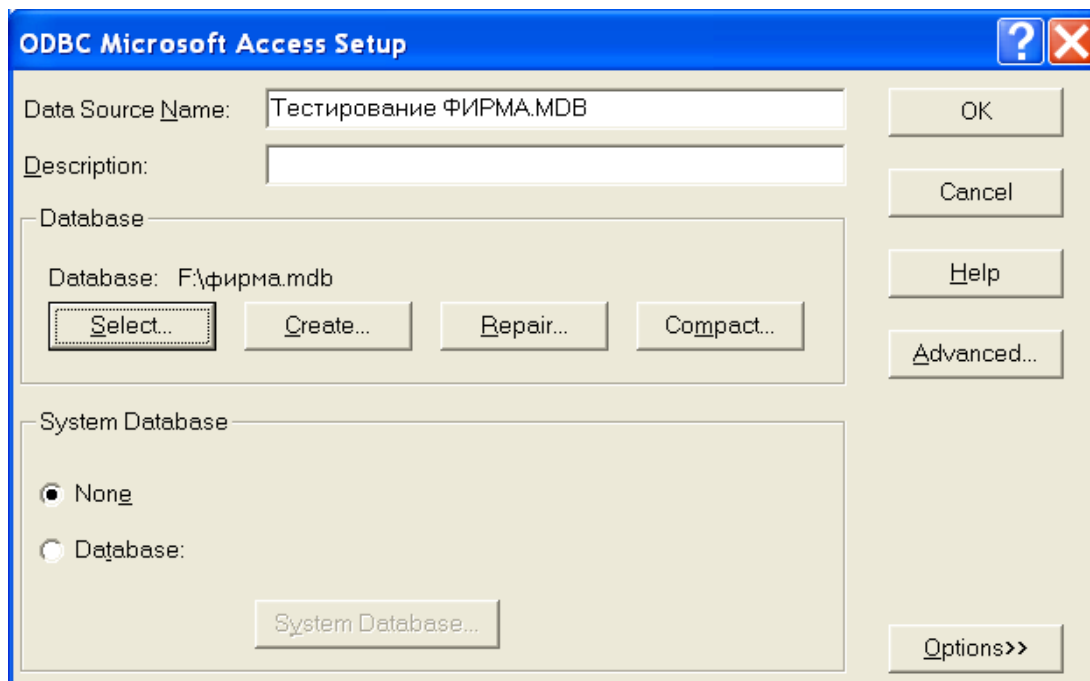 ODBC Microsoft Access Setup
Data Source Name: Тестирование ФИРМА.MDB
OK
Description:
Cancel
Database
Database: F:\фирма.mdb
Help
Select... Create... Repair... Compact...
Advanced...
System Database
None
Database:
System Database...
Options>>